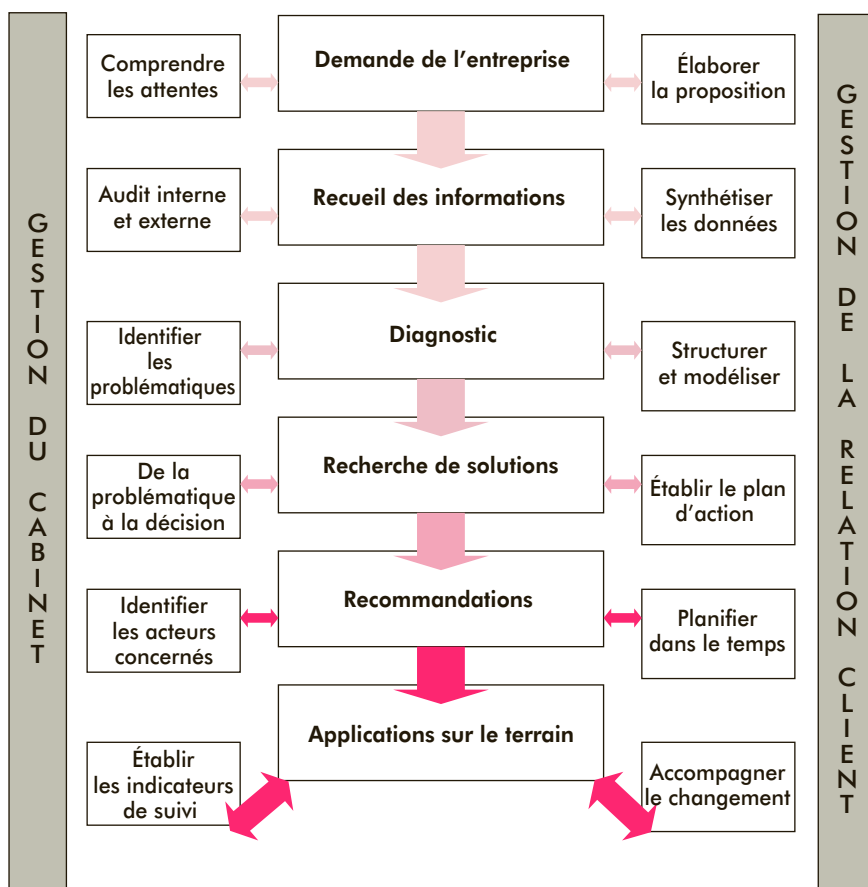 GESTION DU CABINET
Comprendre
les attentes
Demande de l’entreprise
Élaborer
la proposition
Audit interne
et externe
Recueil des informations
Synthétiser
les données
Identifier
les
problématiques
Diagnostic
Structurer
et modéliser
De la
problématique
à la décision
Recherche de solutions
Établir le plan
d’action
Identifier
les acteurs
concernés
Recommandations
Planifier
dans le temps
Établir
les indicateurs
de suivi
Applications sur le terrain
Accompagner
le changement
GESTION DE LA RELATION CLIENT